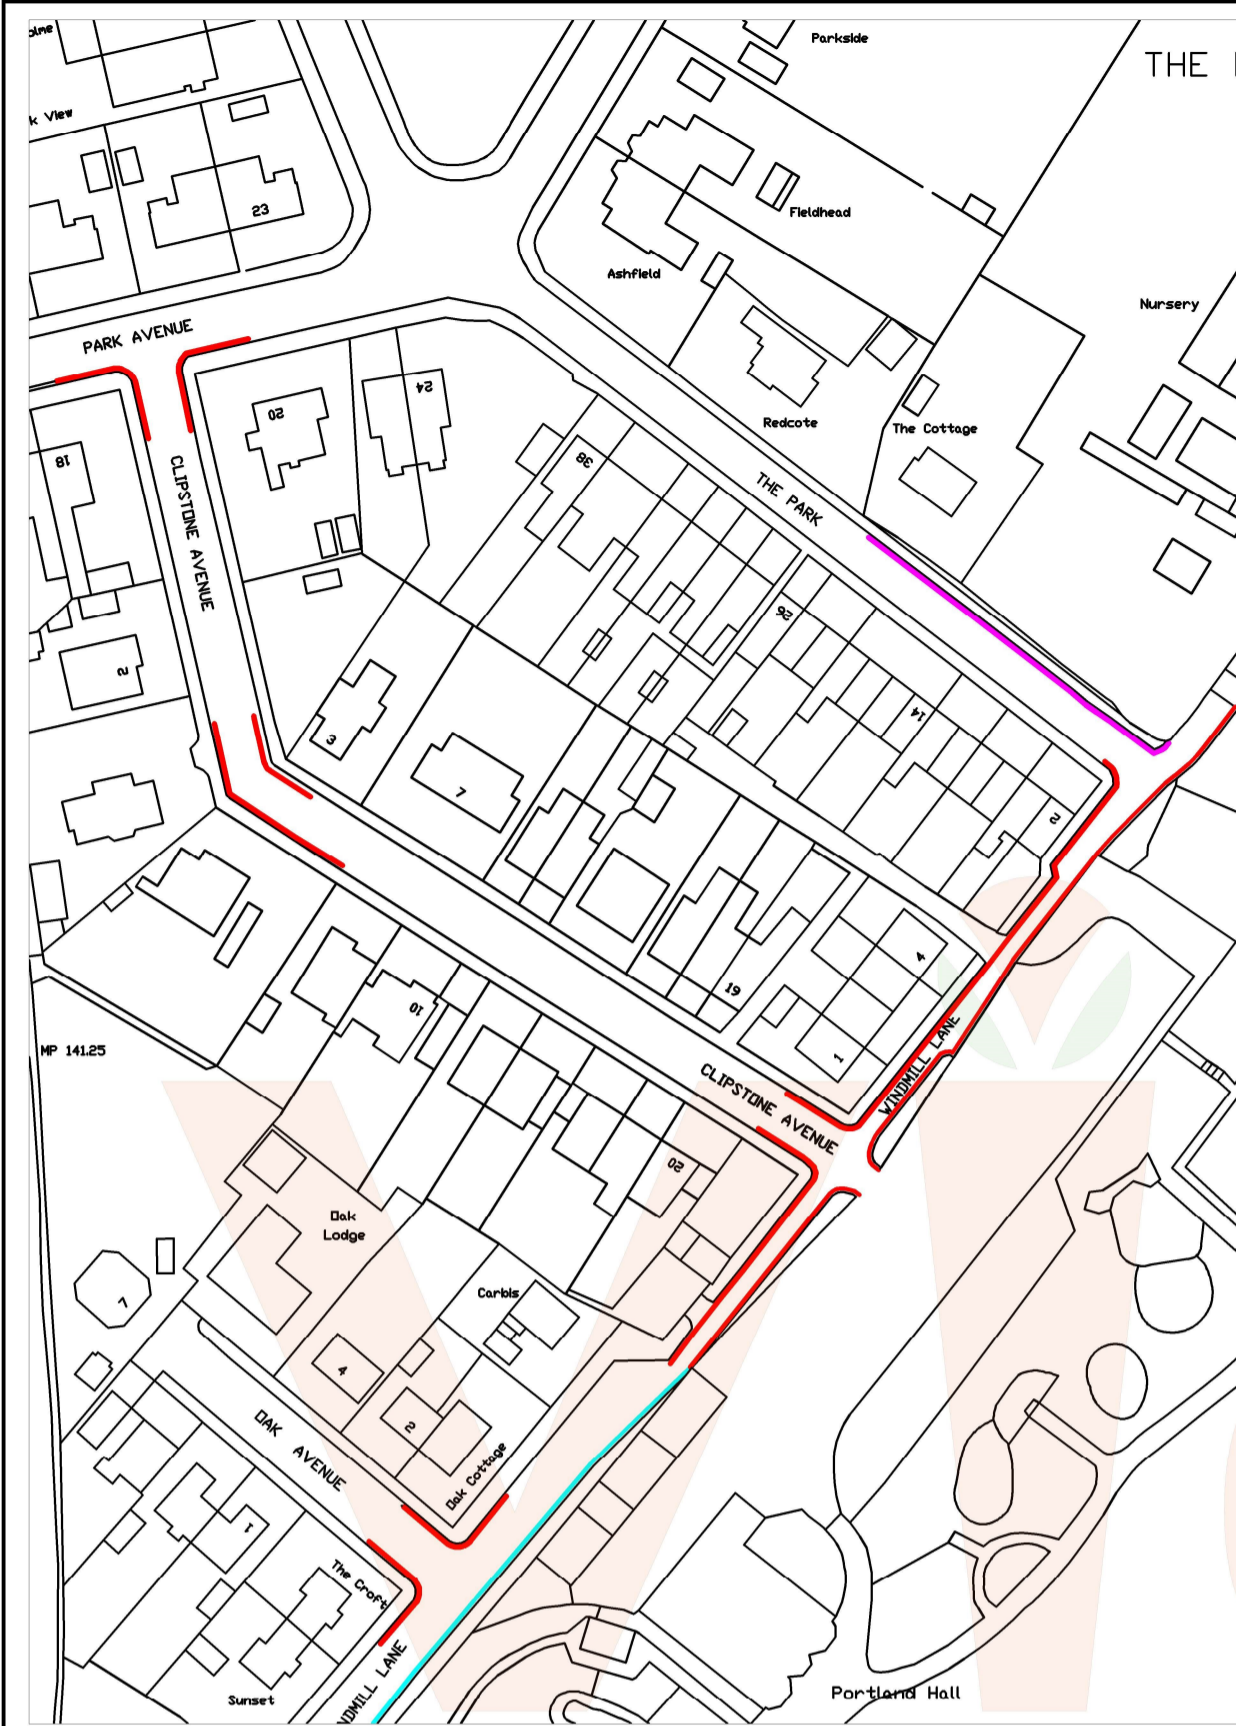 Parkside
THE
k View
23
Fieldhead
Ashfield
Nursery
PARK AVENUE
24
20
Redcote
The Cottage
18
38
THE PARK
CLIPSTONE AVENUE
26
2
14
3
7
2
4
19
10
1
MP 141.25
WINDMILL LANE
CLIPSTONE AVENUE
20
Oak
Lodge
Carbis
7
4
2
OAK AVENUE
Oak Cottage
1
The Croft
NDMILL LANE
Sunset
Portland Hall